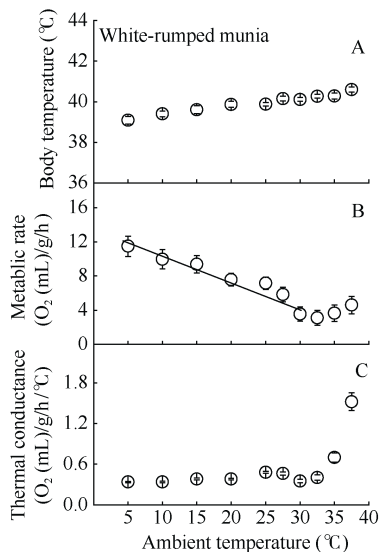 White-rumped munia
A
Body temperature (℃)
44
42
40
38
36
B
Metablic rate
(O₂ (mL)/g/h)
16
12
8
4
0
C
Thermal conductance
(O₂ (mL)/g/h/℃)
1.8
1.2
0.6
0.0
5 10 15 20 25 30 35 40
Ambient temperature (℃)